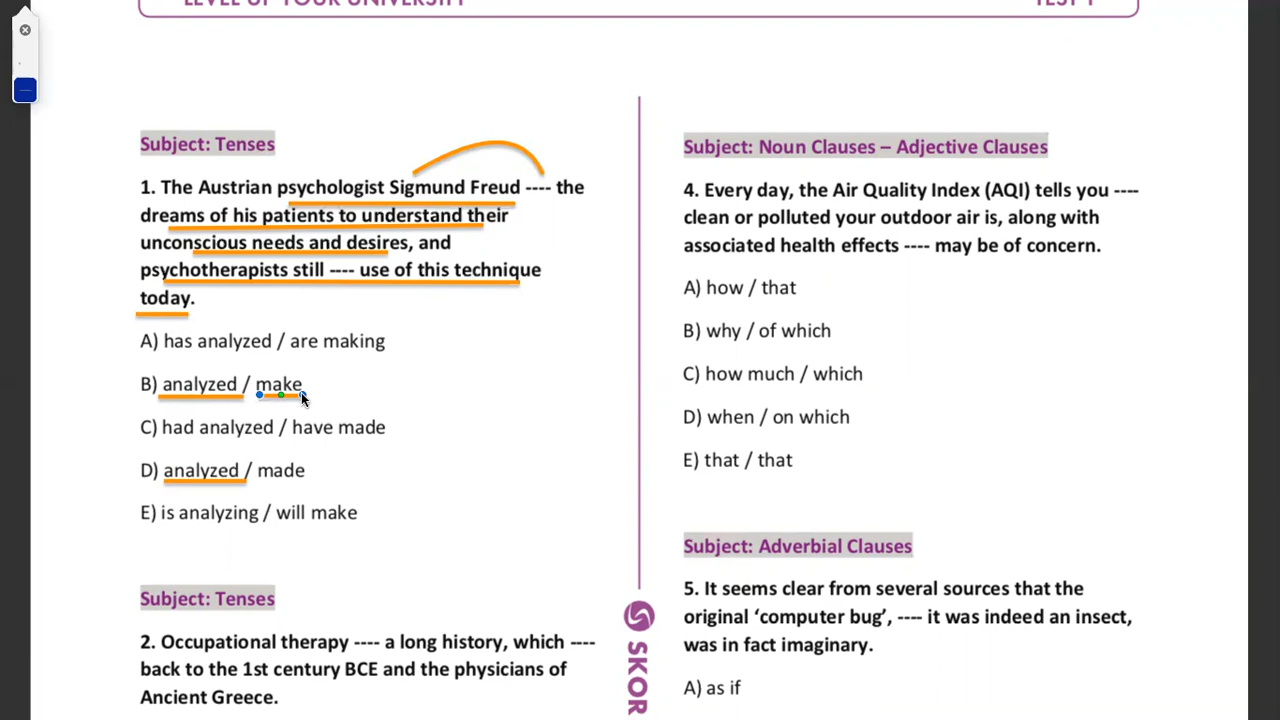 LEVEL UP YOUR UNIVERSITY
TEST 1
Subject: Tenses
1. The Austrian psychologist Sigmund Freud ---- the
dreams of his patients to understand their
unconscious needs and desires, and
psychotherapists still ---- use of this technique
today.
A) has analyzed / are making
B) analyzed / make
C) had analyzed / have made
D) analyzed / made
E) is analyzing / will make
Subject: Tenses
2. Occupational therapy ---- a long history, which ----
back to the 1st century BCE and the physicians of
Ancient Greece.
SKOR
Subject: Noun Clauses – Adjective Clauses
4. Every day, the Air Quality Index (AQI) tells you ----
clean or polluted your outdoor air is, along with
associated health effects ---- may be of concern.
A) how / that
B) why / of which
C) how much / which
D) when / on which
E) that / that
Subject: Adverbial Clauses
5. It seems clear from several sources that the
original ‘computer bug’, ---- it was indeed an insect,
was in fact imaginary.
A) as if